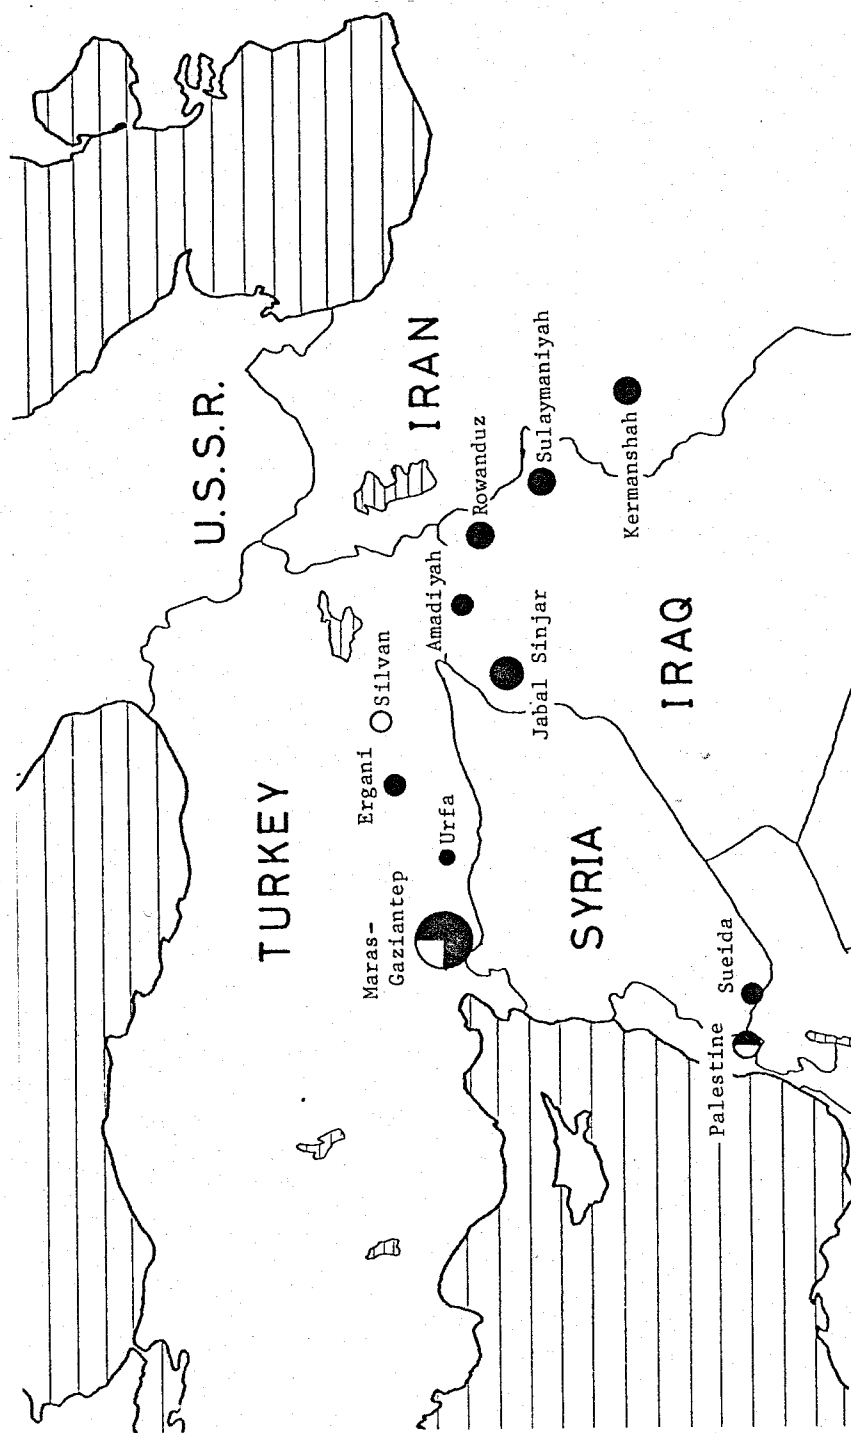 U.S.S.R.
TURKEY
IRAN
Ergani
Silvan
Maras-
Gaziantep
Urfa
Amadiyah
Rowanduz
Sulaymaniyah
Jabal Sinjar
Kermanshah
SYRIA
IRAQ
Sueida
Palestine